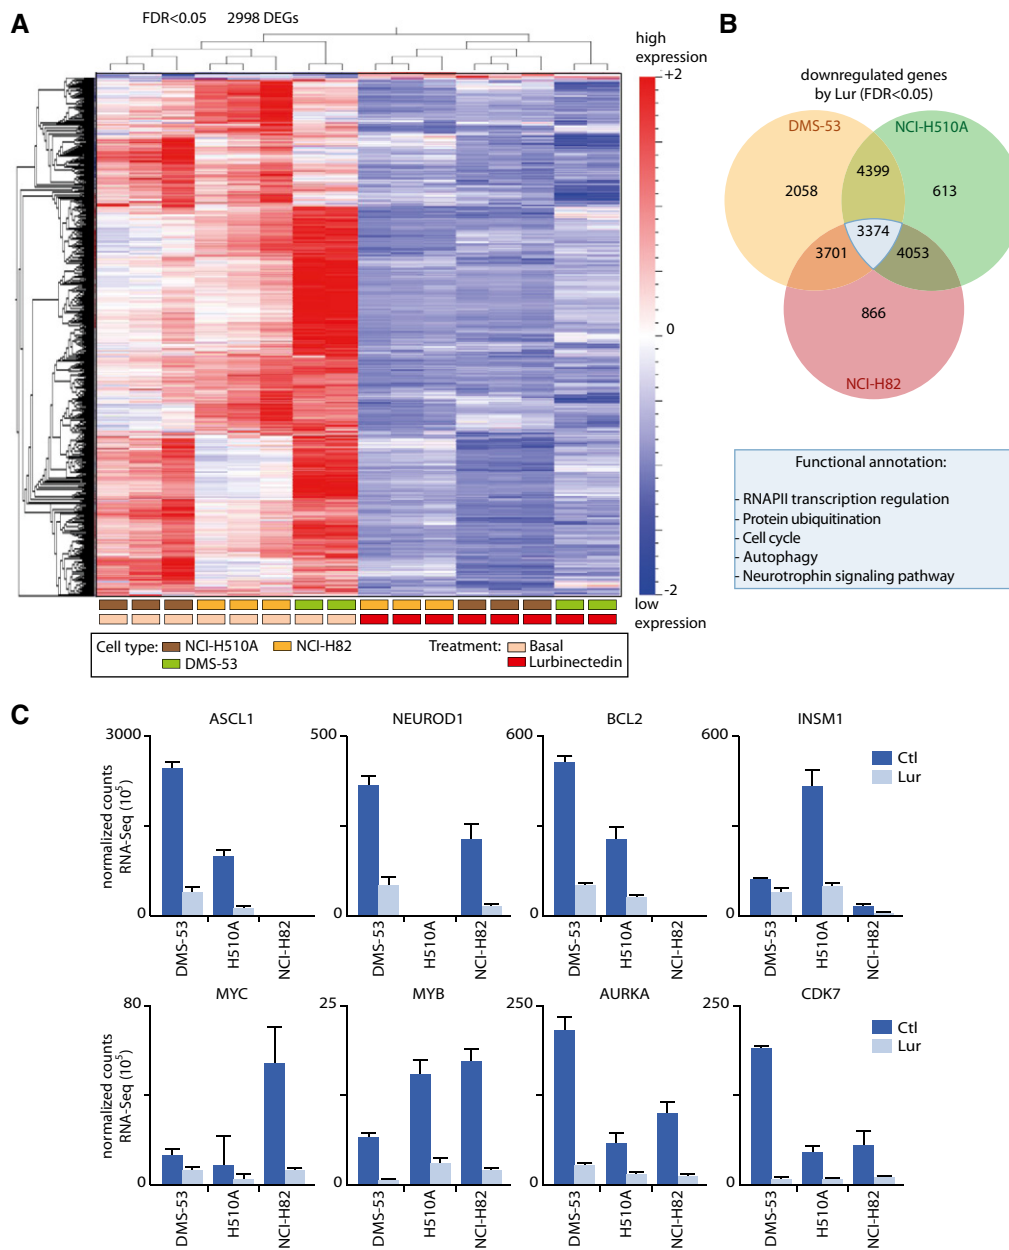 A
FDR<0.05 2998 DEGs
high
expression
+2
0
-2
low
expression
Cell type: NCI-H510A NCI-H82
DMS-53
Treatment: Basal
Lurbinectedin
B
downregulated genes
by Lur (FDR<0.05)
DMS-53
NCI-H510A
4399
2058
613
3374
3701
4053
866
NCI-H82
Functional annotation:
- RNAPII transcription regulation
- Protein ubiquitination
- Cell cycle
- Autophagy
- Neurotrophin signaling pathway
C
ASCL1
normalized counts
RNA-Seq (10⁵)
3000
0
DMS-53
H510A
NCI-H82
NEUROD1
500
0
DMS-53
H510A
NCI-H82
BCL2
600
0
DMS-53
H510A
NCI-H82
INSM1
600
0
DMS-53
H510A
NCI-H82
Ctl
Lur
MYC
normalized counts
RNA-Seq (10⁵)
80
0
DMS-53
H510A
NCI-H82
MYB
25
0
DMS-53
H510A
NCI-H82
AURKA
250
0
DMS-53
H510A
NCI-H82
CDK7
250
0
DMS-53
H510A
NCI-H82
Ctl
Lur